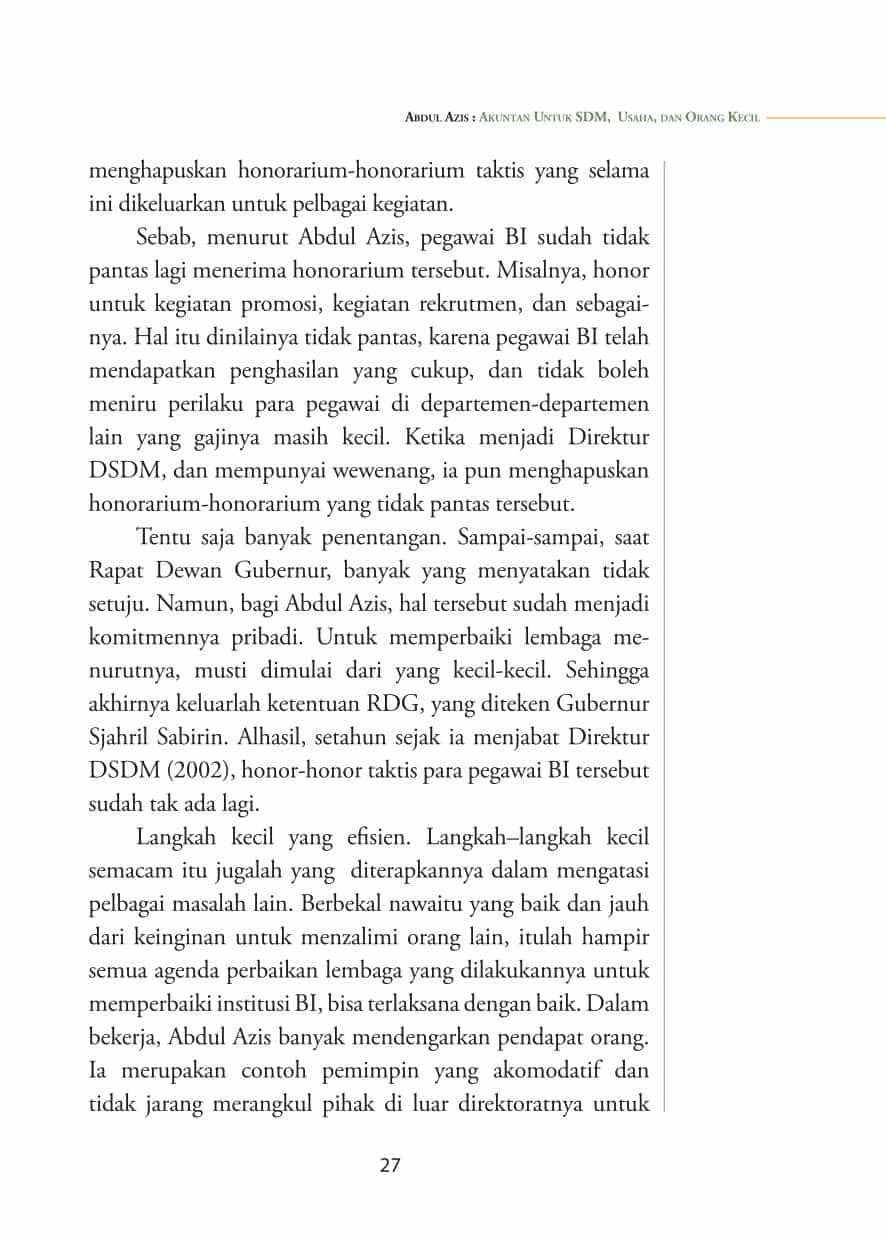 Abdul Azis : Akuntan Untuk SDM, Usaha, dan Orang Kecil
menghapuskan honorarium-honorarium taktis yang selama
ini dikeluarkan untuk pelbagai kegiatan.
Sebab, menurut Abdul Azis, pegawai BI sudah tidak
pantas lagi menerima honorarium tersebut. Misalnya, honor
untuk kegiatan promosi, kegiatan rekrutmen, dan sebagai-
nya. Hal itu dinilainya tidak pantas, karena pegawai BI telah
mendapatkan penghasilan yang cukup, dan tidak boleh
meniru perilaku para pegawai di departemen-departemen
lain yang gajinya masih kecil. Ketika menjadi Direktur
DSDM, dan mempunyai wewenang, ia pun menghapuskan
honorarium-honorarium yang tidak pantas tersebut.
Tentu saja banyak penentangan. Sampai-sampai, saat
Rapat Dewan Gubernur, banyak yang menyatakan tidak
setuju. Namun, bagi Abdul Azis, hal tersebut sudah menjadi
komitmennya pribadi. Untuk memperbaiki lembaga me-
nurutnya, musti dimulai dari yang kecil-kecil. Sehingga
akhirnya keluarlah ketentuan RDG, yang diteken Gubernur
Sjahril Sabirin. Alhasil, setahun sejak ia menjabat Direktur
DSDM (2002), honor-honor taktis para pegawai BI tersebut
sudah tak ada lagi.
Langkah kecil yang efisien. Langkah–langkah kecil
semacam itu jugalah yang diterapkannya dalam mengatasi
pelbagai masalah lain. Berbekal nawaitu yang baik dan jauh
dari keinginan untuk menzalimi orang lain, itulah hampir
semua agenda perbaikan lembaga yang dilakukannya untuk
memperbaiki institusi BI, bisa terlaksana dengan baik. Dalam
bekerja, Abdul Azis banyak mendengarkan pendapat orang.
Ia merupakan contoh pemimpin yang akomodatif dan
tidak jarang merangkul pihak di luar direktoratnya untuk
27